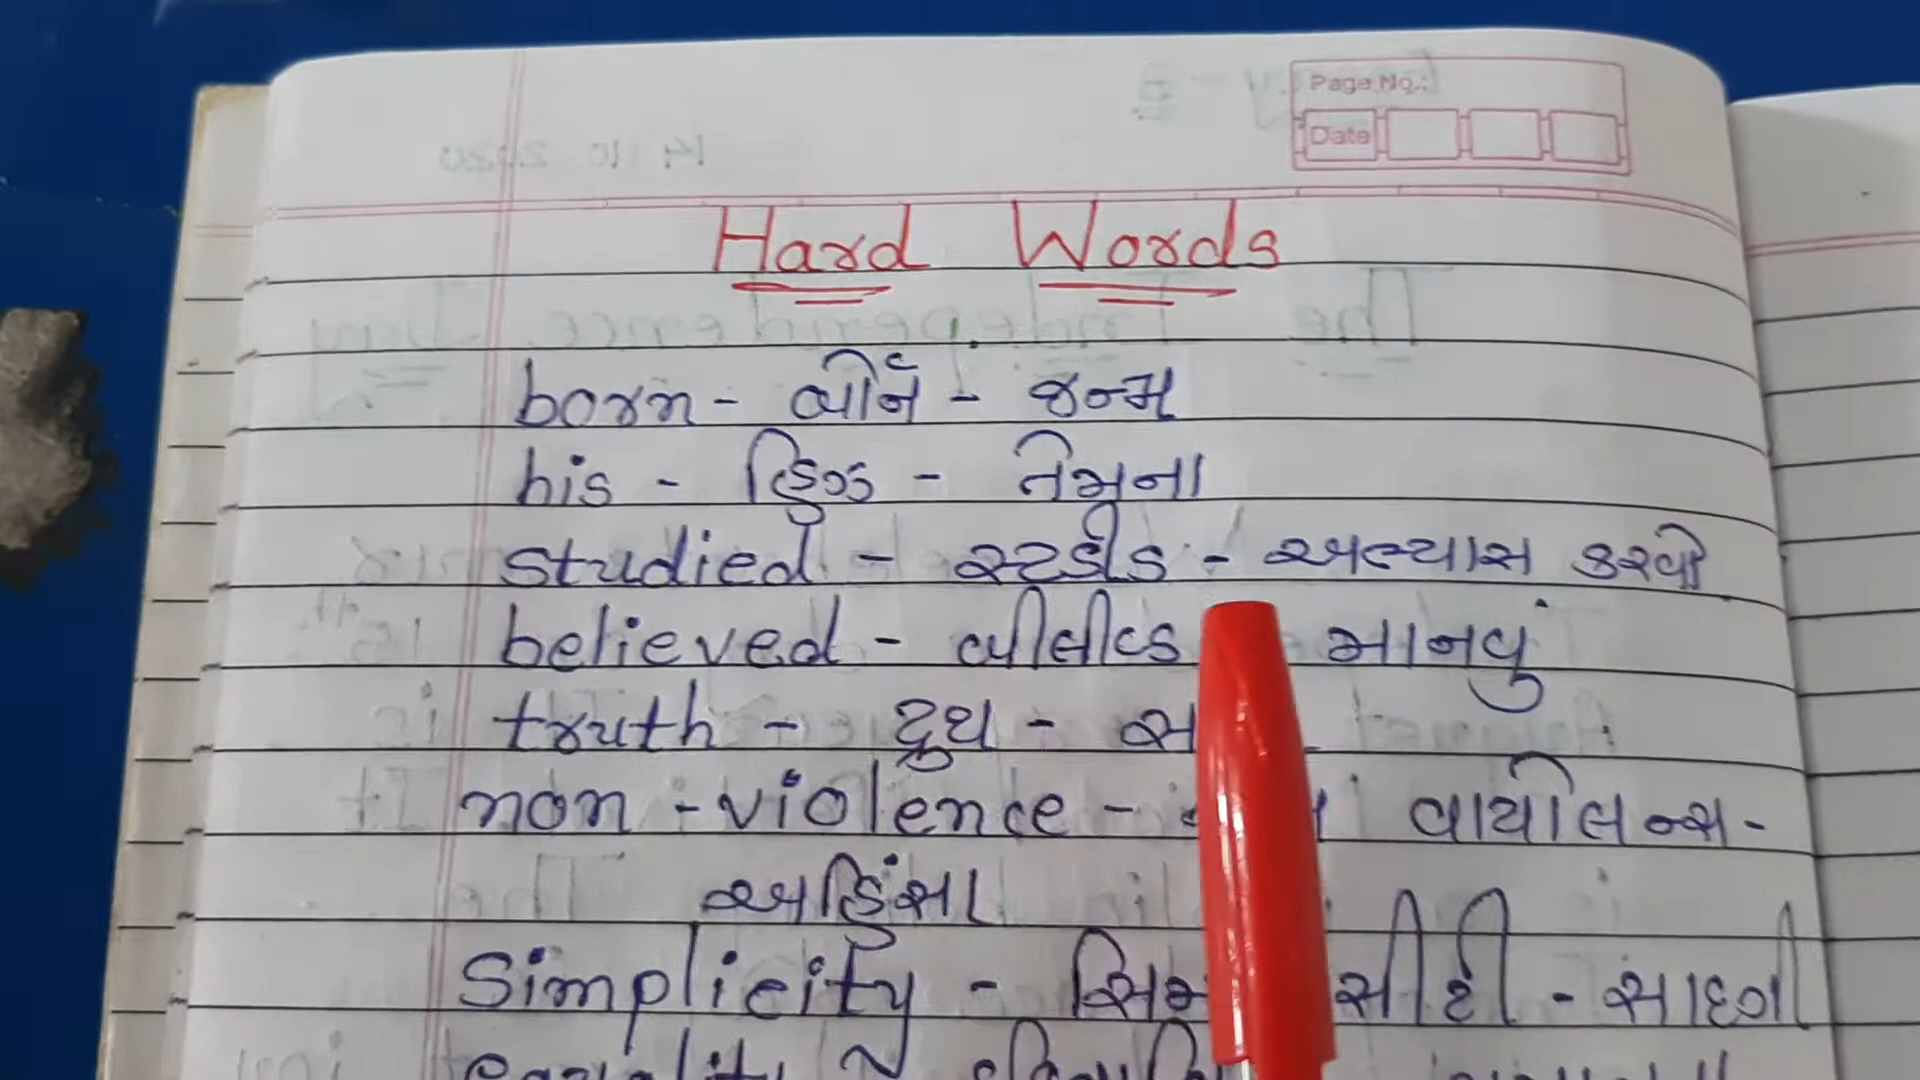 Page No.:
Date
Hard Words
born - બોર્ન - જન્મ
his - હિઝ - તેમના
studied - સ્ટડીડ - અભ્યાસ કરવો
believed - બીલીવ્ડ માનવું
truth - ટ્રુથ -
non-violence - વાયોલન્સ -
અહિંસા
Simplicity - - સાદગી